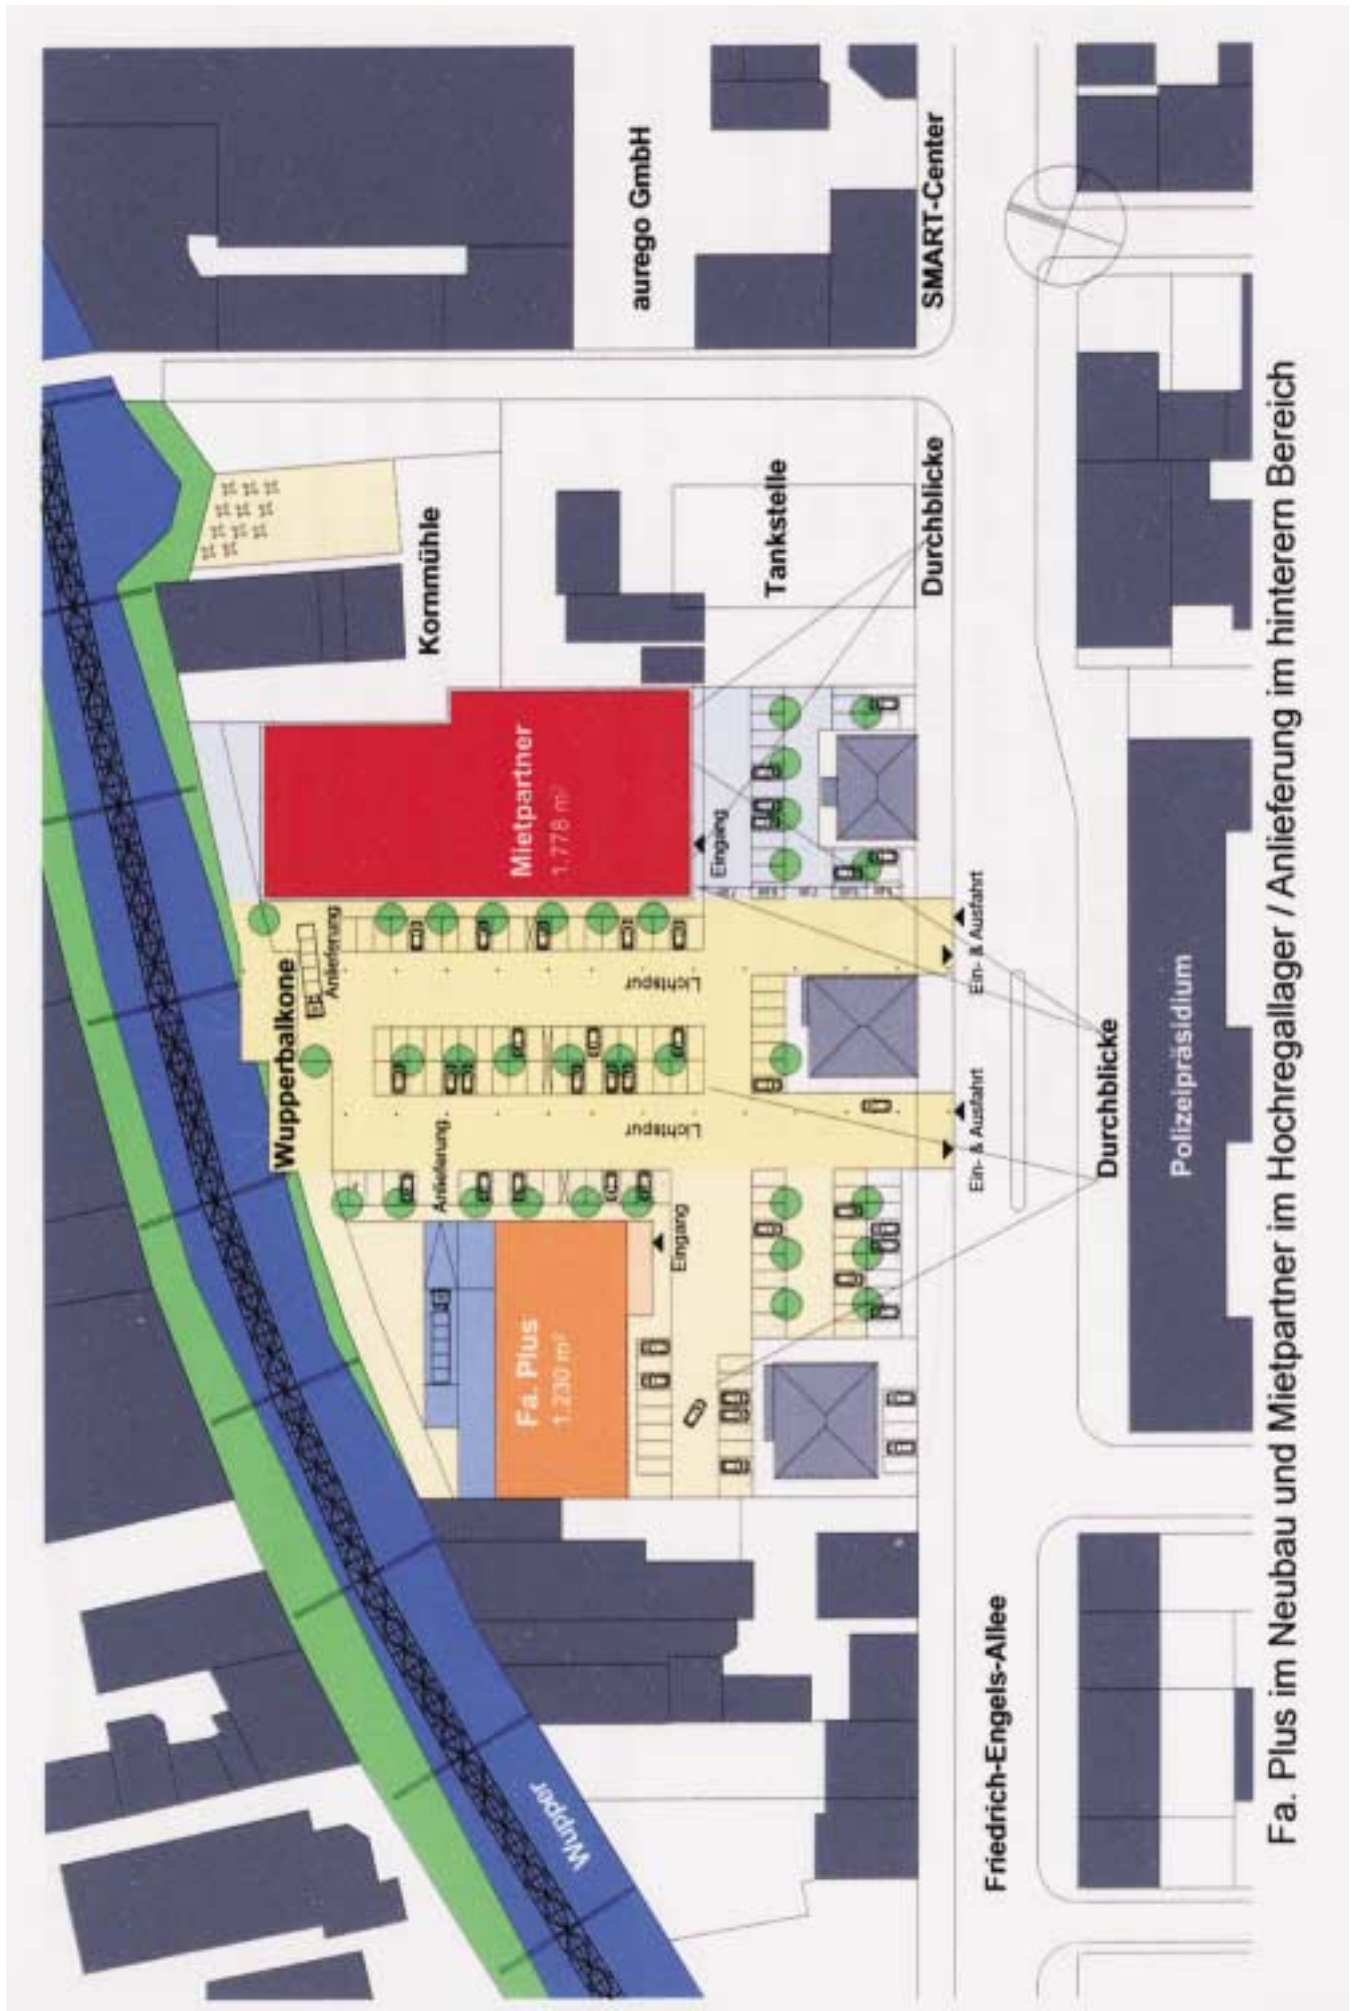 Wupper
Wupperbalkone
Kornmühle
aurego GmbH
SMART-Center
Tankstelle
Durchblicke
Anlieferung
Anlieferung
Lichtspur
Lichtspur
Fa. Plus
1.230 m²
Mietpartner
1.778 m²
Eingang
Eingang
Ein- & Ausfahrt
Ein- & Ausfahrt
Durchblicke
Friedrich-Engels-Allee
Polizeipräsidium
Fa. Plus im Neubau und Mietpartner im Hochregallager / Anlieferung im hinterem Bereich